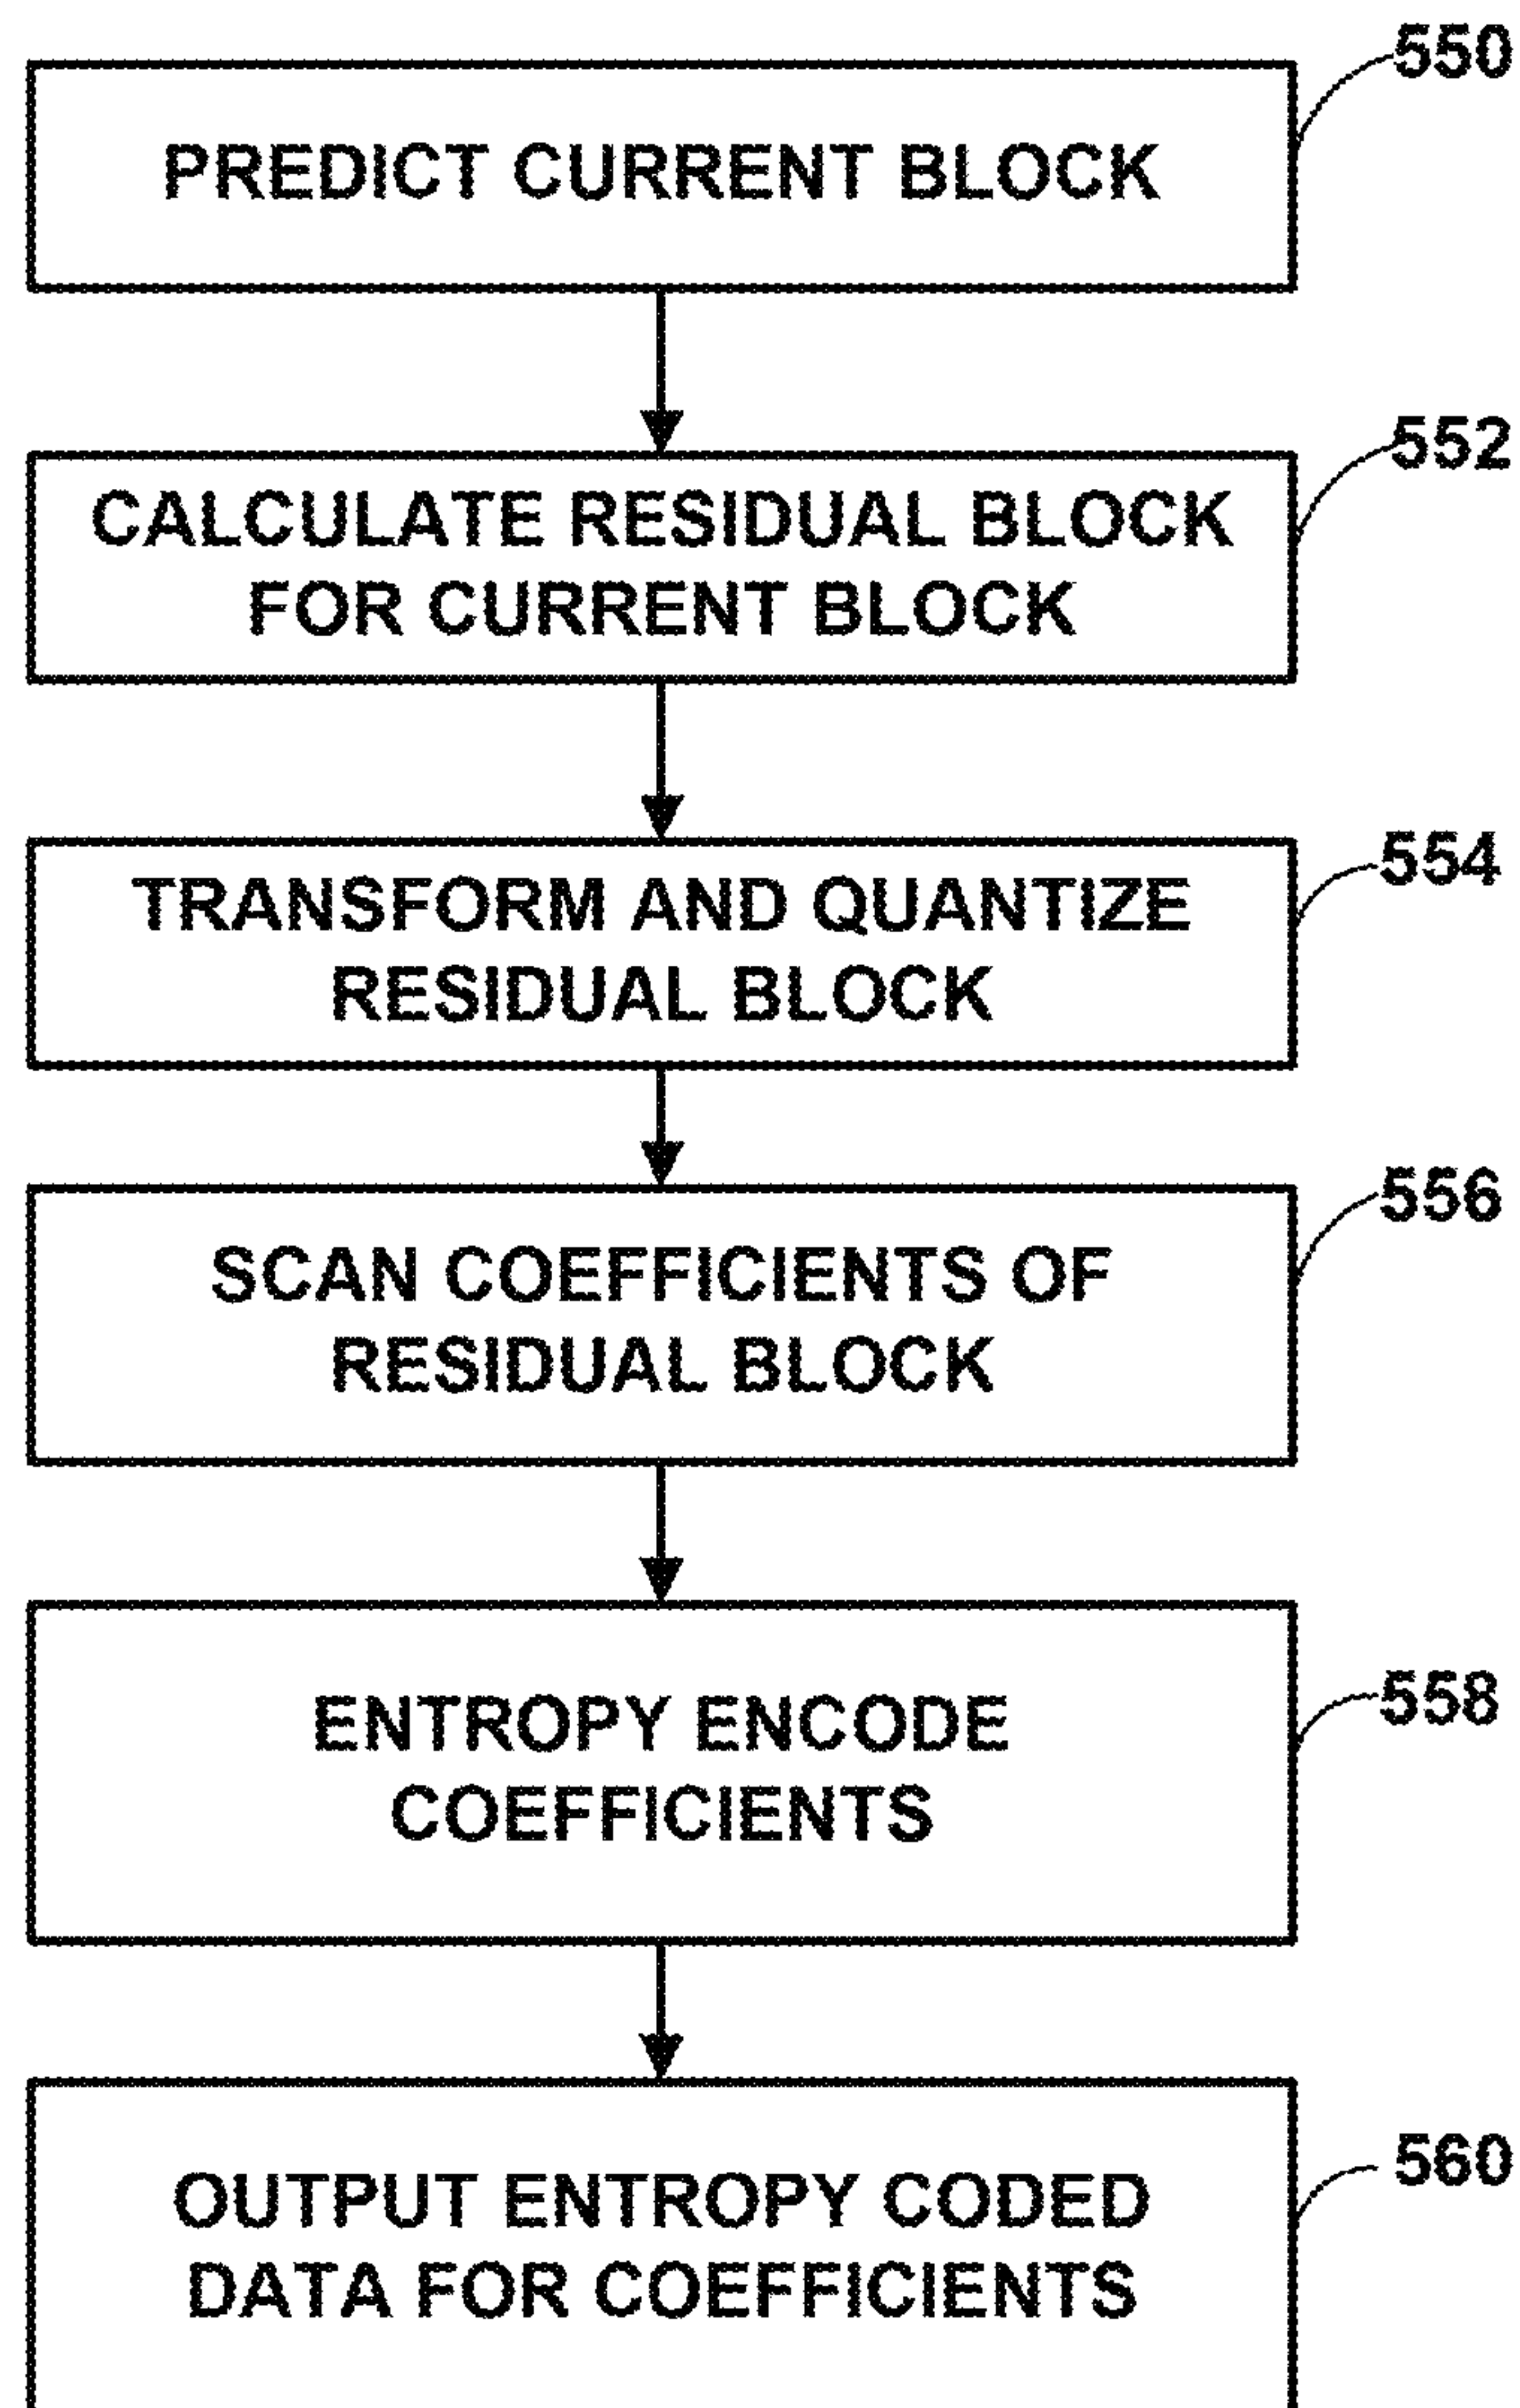 550
PREDICT CURRENT BLOCK
552
CALCULATE RESIDUAL BLOCK
FOR CURRENT BLOCK
554
TRANSFORM AND QUANTIZE
RESIDUAL BLOCK
556
SCAN COEFFICIENTS OF
RESIDUAL BLOCK
558
ENTROPY ENCODE
COEFFICIENTS
560
OUTPUT ENTROPY CODED
DATA FOR COEFFICIENTS